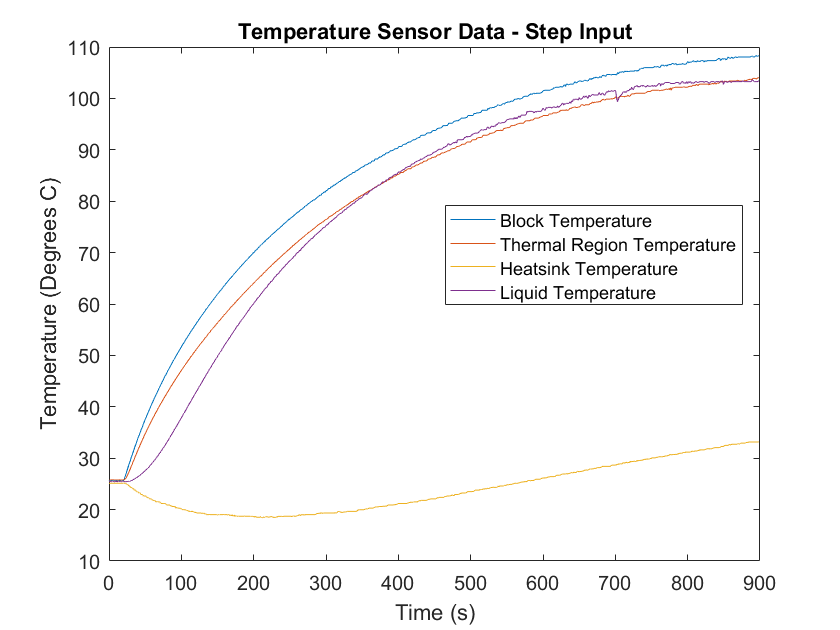 Temperature Sensor Data - Step Input
110
100
90
80
70
60
50
40
30
20
10
Temperature (Degrees C)
Block Temperature
Thermal Region Temperature
Heatsink Temperature
Liquid Temperature
0 100 200 300 400 500 600 700 800 900
Time (s)